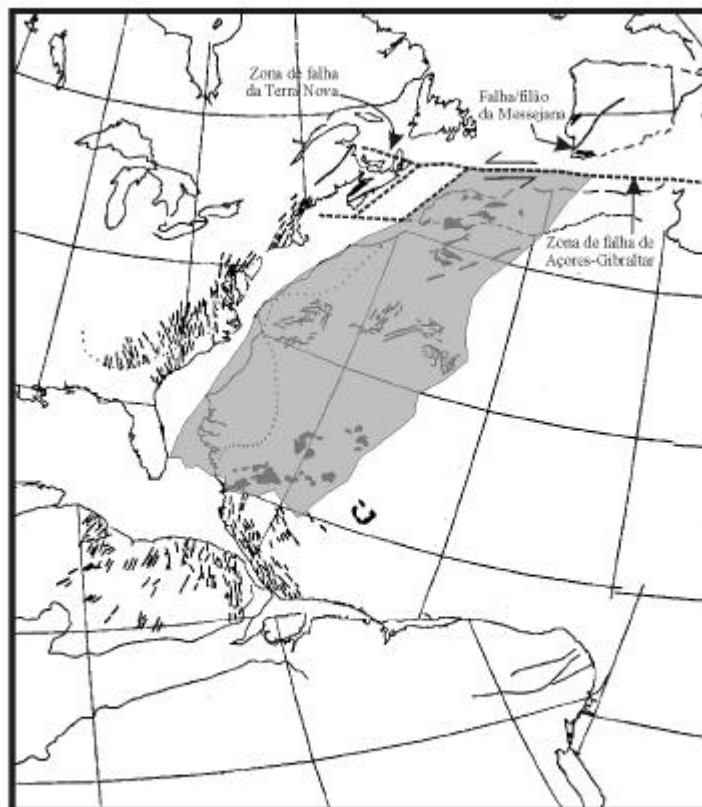 Zona de falha
da Terra Nova
Falha/filão
da Messejana
Zona de falha de
Açores-Gibraltar